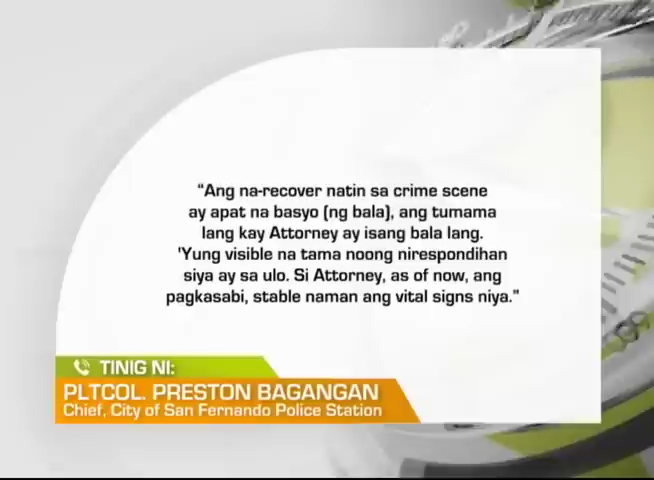 “Ang na-recover natin sa crime scene
ay apat na basyo (ng bala), ang tumama
lang kay Attorney ay isang bala lang.
'Yung visible na tama noong nirespondihan
siya ay sa ulo. Si Attorney, as of now, ang
pagkasabi, stable naman ang vital signs niya.”
TINIG NI:
PLTCOL. PRESTON BAGANGAN
Chief, City of San Fernando Police Station